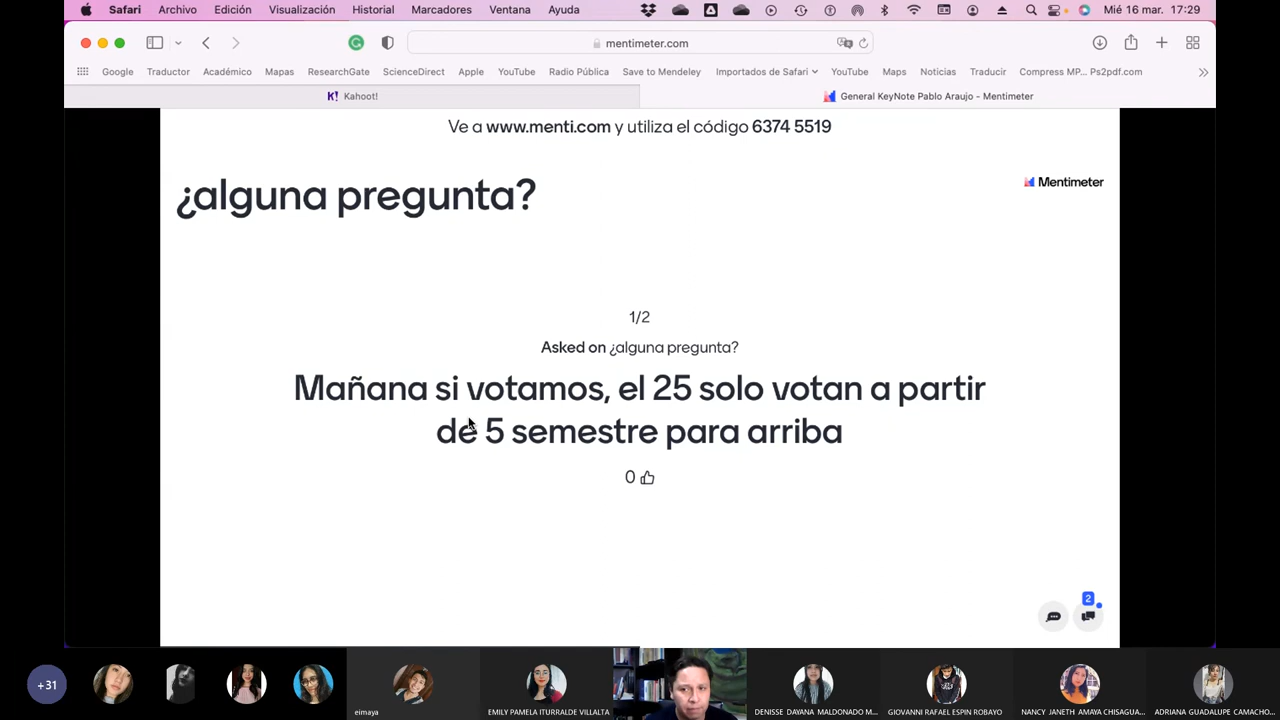 Safari Archivo Edición Visualización Historial Marcadores Ventana Ayuda Mié 16 mar. 17:29
mentimeter.com
Google Traductor Académico Mapas ResearchGate ScienceDirect Apple YouTube Radio Pública Save to Mendeley Importados de Safari YouTube Maps Noticias Traducir Compress MP... Ps2pdf.com
K! Kahoot! General KeyNote Pablo Araujo - Mentimeter
Ve a www.menti.com y utiliza el código 6374 5519
¿alguna pregunta?
Mentimeter
1/2
Asked on ¿alguna pregunta?
Mañana si votamos, el 25 solo votan a partir
de 5 semestre para arriba
0
2
+31
eimaya
EMILY PAMELA ITURRALDE VILLALTA
DENISSE DAYANA MALDONADO M...
GIOVANNI RAFAEL ESPIN ROBAYO
NANCY JANETH AMAYA CHISAGUA...
ADRIANA GUADALUPE CAMACHO...